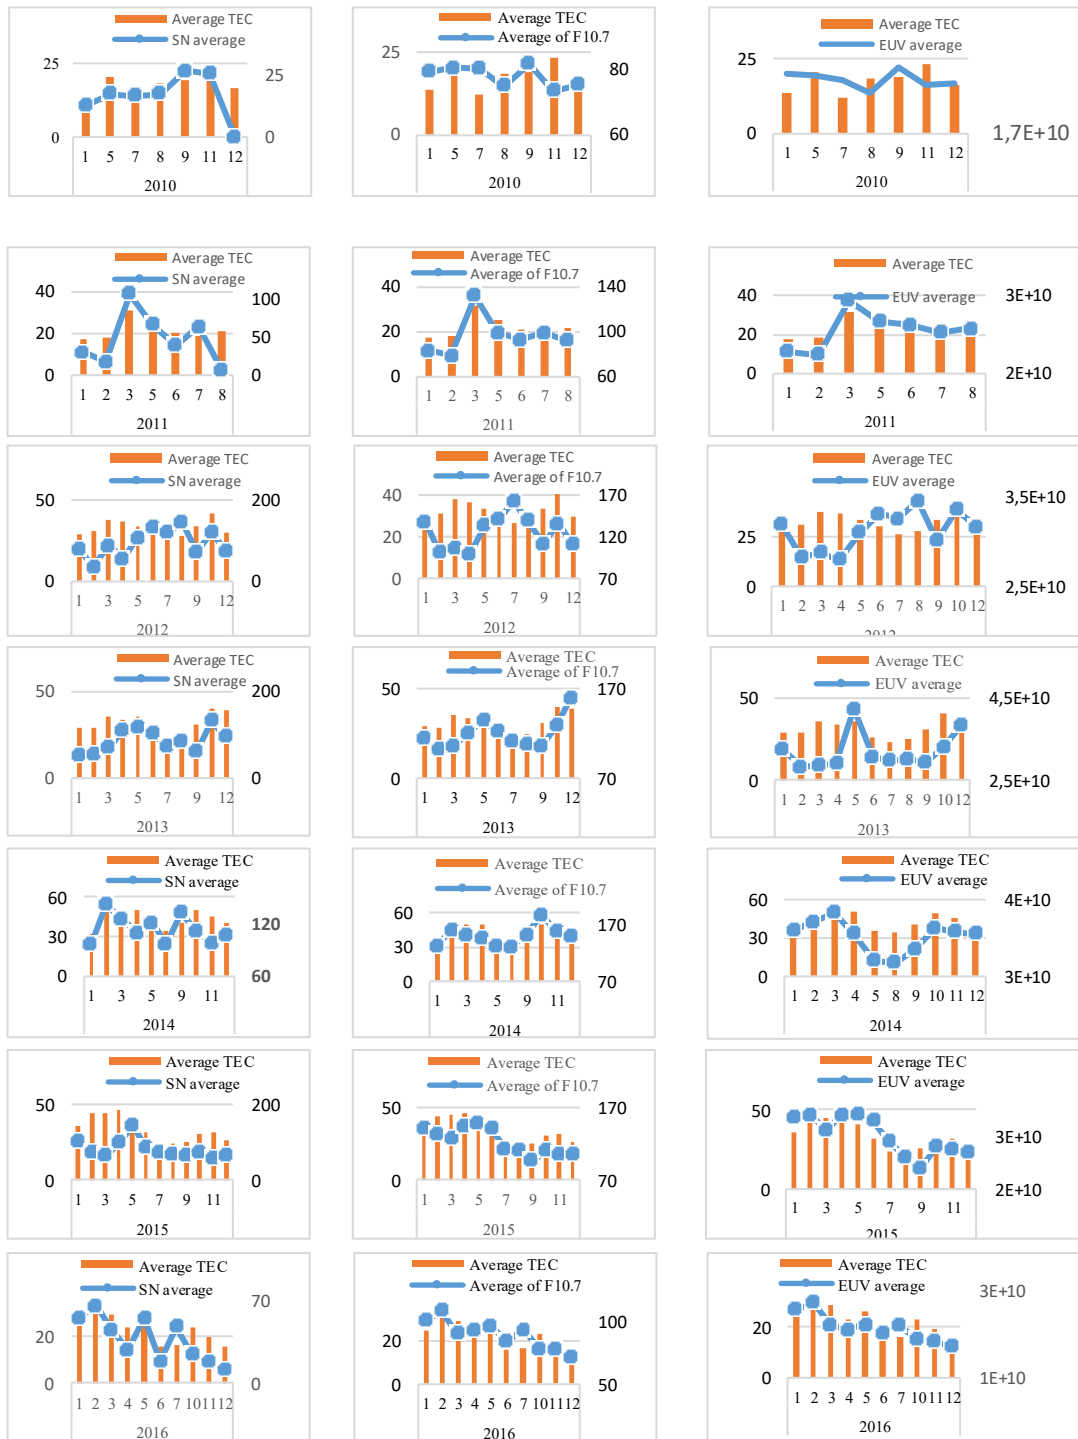 Average TEC
SN average
25
25
0
0
1 5 7 8 9 11 12
2010
Average TEC
Average of F10.7
25
80
0
60
1 5 7 8 9 11 12
2010
Average TEC
EUV average
25
0
1,7E+10
1 5 7 8 9 11 12
2010
Average TEC
SN average
40
100
20
50
0
0
1 2 3 5 6 7 8
2011
Average TEC
Average of F10.7
40
140
20
100
0
60
1 2 3 5 6 7 8
2011
Average TEC
EUV average
40
3E+10
20
0
2E+10
1 2 3 5 6 7 8
2011
Average TEC
SN average
50
200
0
0
1 3 5 7 9 12
2012
Average TEC
Average of F10.7
40
170
20
120
0
70
1 3 5 7 9 12
2012
Average TEC
EUV average
3,5E+10
25
0
2,5E+10
1 2 3 4 5 6 7 8 9 10 12
2012
Average TEC
SN average
50
200
0
0
1 3 5 7 9 12
2013
Average TEC
Average of F10.7
50
170
0
70
1 3 5 7 9 12
2013
Average TEC
EUV average
50
4,5E+10
0
2,5E+10
1 2 3 4 5 6 7 8 9 10 12
2013
Average TEC
SN average
60
30
120
0
60
1 3 5 9 11
2014
Average TEC
Average of F10.7
60
170
30
0
70
1 3 5 9 11
2014
Average TEC
EUV average
60
4E+10
30
0
3E+10
1 2 3 4 5 8 9 10 11 12
2014
Average TEC
SN average
50
200
0
0
1 3 5 7 9 11
2015
Average TEC
Average of F10.7
50
170
0
70
1 3 5 7 9 11
2015
Average TEC
EUV average
50
3E+10
0
2E+10
1 3 5 7 9 11
2015
Average TEC
SN average
70
20
0
0
1 2 3 4 5 6 7 10 11 12
2016
Average TEC
Average of F10.7
100
20
0
50
1 2 3 4 5 6 7 10 11 12
2016
Average TEC
EUV average
3E+10
20
0
1E+10
1 2 3 4 5 6 7 10 11 12
2016